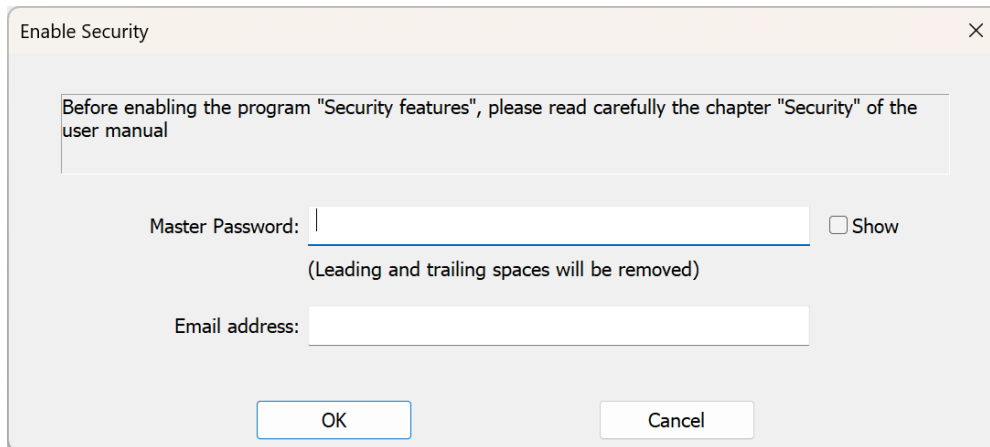 Enable Security
Before enabling the program "Security features", please read carefully the chapter "Security" of the
user manual
Master Password:
Show
(Leading and trailing spaces will be removed)
Email address:
OK
Cancel